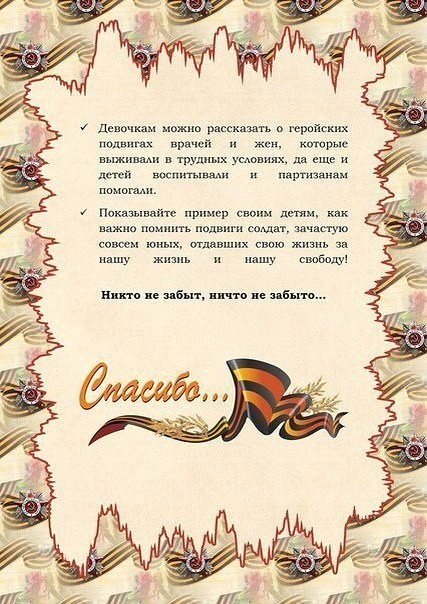 ✓ Девочкам можно рассказать о геройских
подвигах врачей и жен, которые
выживали в трудных условиях, да еще и
детей воспитывали и партизанам
помогали.
✓ Показывайте пример своим детям, как
важно помнить подвиги солдат, зачастую
совсем юных, отдавших свою жизнь за
нашу жизнь и нашу свободу!
Никто не забыт, ничто не забыто...
Спасибо...